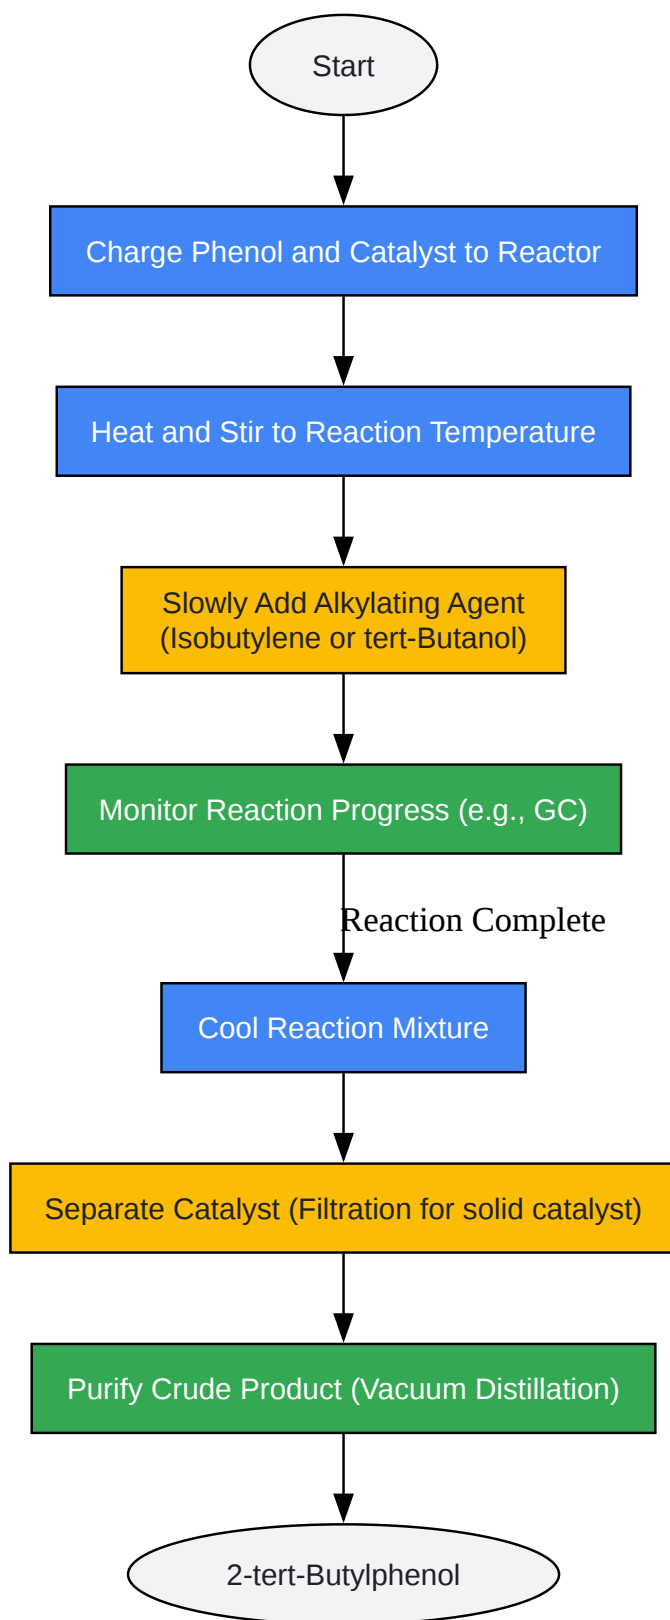 Start
Charge Phenol and Catalyst to Reactor
Heat and Stir to Reaction Temperature
Slowly Add Alkylating Agent
(Isobutylene or tert-Butanol)
Monitor Reaction Progress (e.g., GC)
Reaction Complete
Cool Reaction Mixture
Separate Catalyst (Filtration for solid catalyst)
Purify Crude Product (Vacuum Distillation)
2-tert-Butylphenol